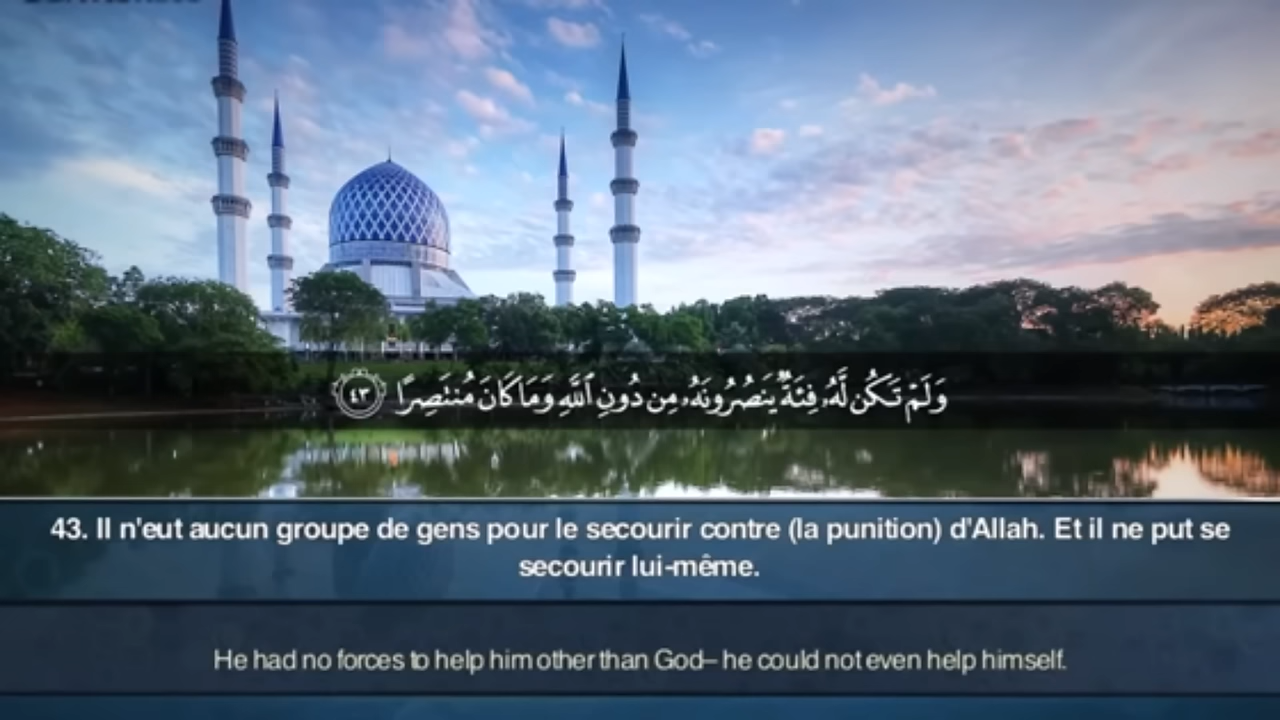 وَلَمْ تَكُن لَّهُۥ فِئَةٌ يَنصُرُونَهُۥ مِن دُونِ ٱللَّهِ وَمَا كَانَ مُنتَصِرًا ٤٣
43. Il n'eut aucun groupe de gens pour le secourir contre (la punition) d'Allah. Et il ne put se
secourir lui-même.
He had no forces to help him other than God– he could not even help himself.